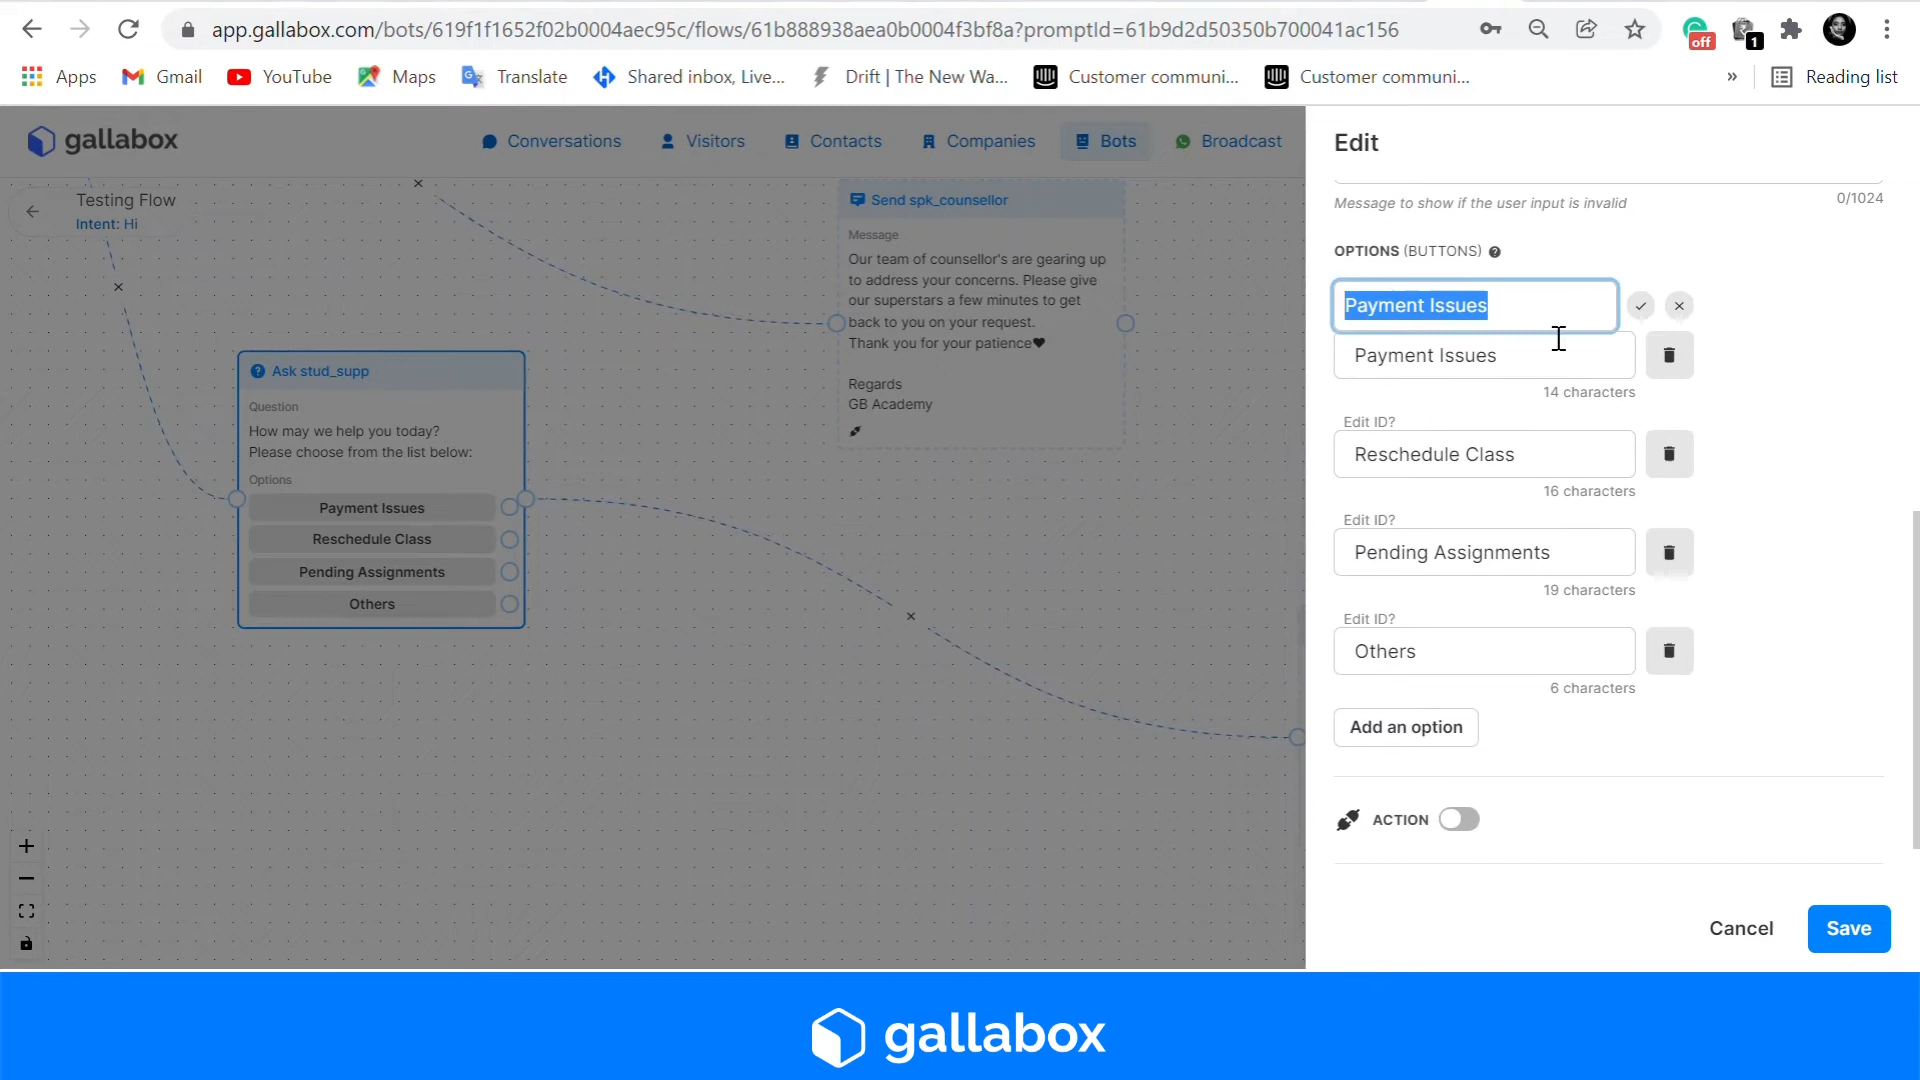 app.gallabox.com/bots/619f1f1652f02b0004aec95c/flows/61b888938aea0b0004f3bf8a?promptId=61b9d2d50350b700041ac156
off
1
Apps
Gmail
YouTube
Maps
Translate
Shared inbox, Live...
Drift | The New Wa...
Customer communi...
Customer communi...
»
Reading list
gallabox
Conversations
Visitors
Contacts
Companies
Bots
Broadcast
Testing Flow
Intent: Hi
Send spk_counsellor
Message
Our team of counsellor's are gearing up
to address your concerns. Please give
our superstars a few minutes to get
back to you on your request.
Thank you for your patience🖤
Regards
GB Academy
Ask stud_supp
Question
How may we help you today?
Please choose from the list below:
Options
Payment Issues
Reschedule Class
Pending Assignments
Others
Edit
Message to show if the user input is invalid
0/1024
OPTIONS (BUTTONS)
Payment Issues
Payment Issues
14 characters
Edit ID?
Reschedule Class
16 characters
Edit ID?
Pending Assignments
19 characters
Edit ID?
Others
6 characters
Add an option
ACTION
Cancel
Save
gallabox